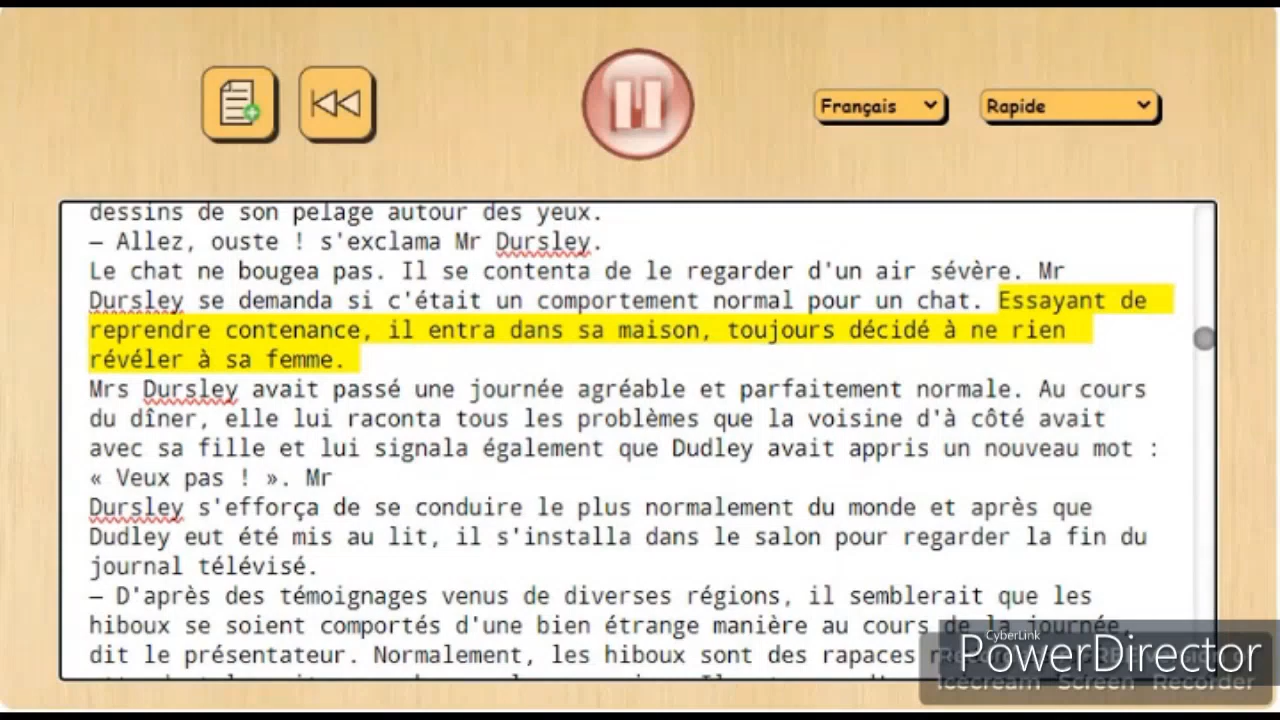 Français
Rapide
dessins de son pelage autour des yeux.
– Allez, ouste ! s'exclama Mr Dursley.
Le chat ne bougea pas. Il se contenta de le regarder d'un air sévère. Mr
Dursley se demanda si c'était un comportement normal pour un chat. Essayant de
reprendre contenance, il entra dans sa maison, toujours décidé à ne rien
révéler à sa femme.
Mrs Dursley avait passé une journée agréable et parfaitement normale. Au cours
du dîner, elle lui raconta tous les problèmes que la voisine d'à côté avait
avec sa fille et lui signala également que Dudley avait appris un nouveau mot :
« Veux pas ! ». Mr
Dursley s'efforça de se conduire le plus normalement du monde et après que
Dudley eut été mis au lit, il s'installa dans le salon pour regarder la fin du
journal télévisé.
– D'après des témoignages venus de diverses régions, il semblerait que les
hiboux se soient comportés d'une bien étrange manière au cours de la journée,
dit le présentateur. Normalement, les hiboux sont des rapaces
CyberLink
PowerDirector
Icecream Screen Recorder